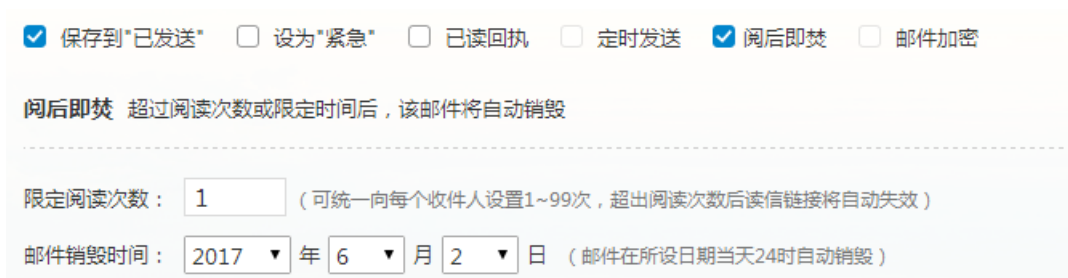 保存到"已发送" 设为"紧急" 已读回执 定时发送 阅后即焚 邮件加密
阅后即焚 超过阅读次数或限定时间后，该邮件将自动销毁
限定阅读次数： 1 （可统一向每个收件人设置1~99次，超出阅读次数后读信链接将自动失效）
邮件销毁时间： 2017 年 6 月 2 日 （邮件在所设日期当天24时自动销毁）